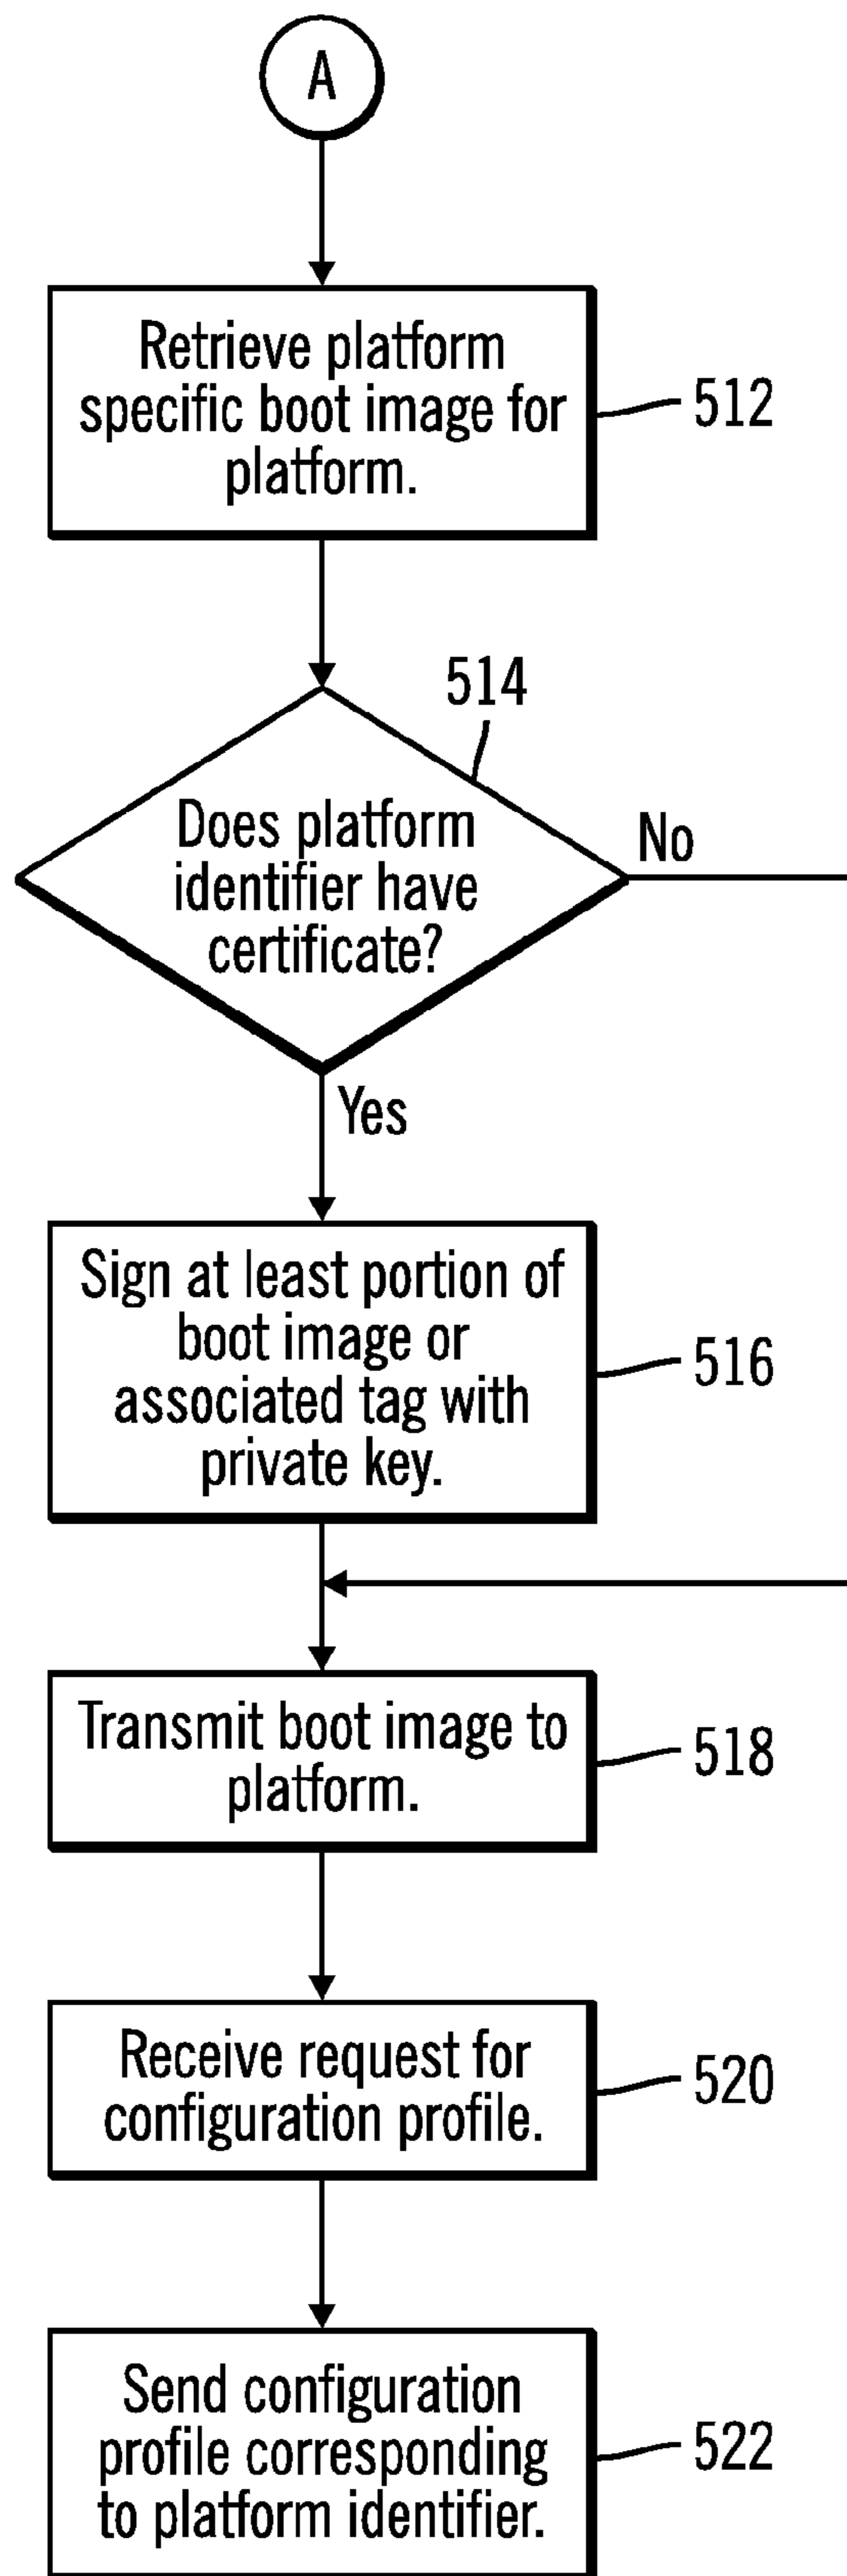 A
Retrieve platform
specific boot image for
platform.
512
514
Does platform
identifier have
certificate?
No
Yes
Sign at least portion of
boot image or
associated tag with
private key.
516
Transmit boot image to
platform.
518
Receive request for
configuration profile.
520
Send configuration
profile corresponding
to platform identifier.
522